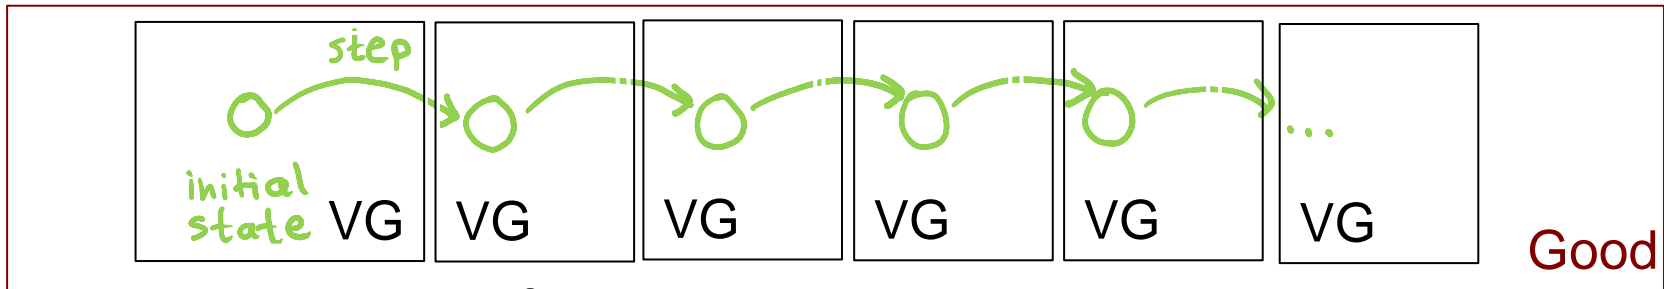 step
initial
state
VG VG VG VG VG VG
...
Good